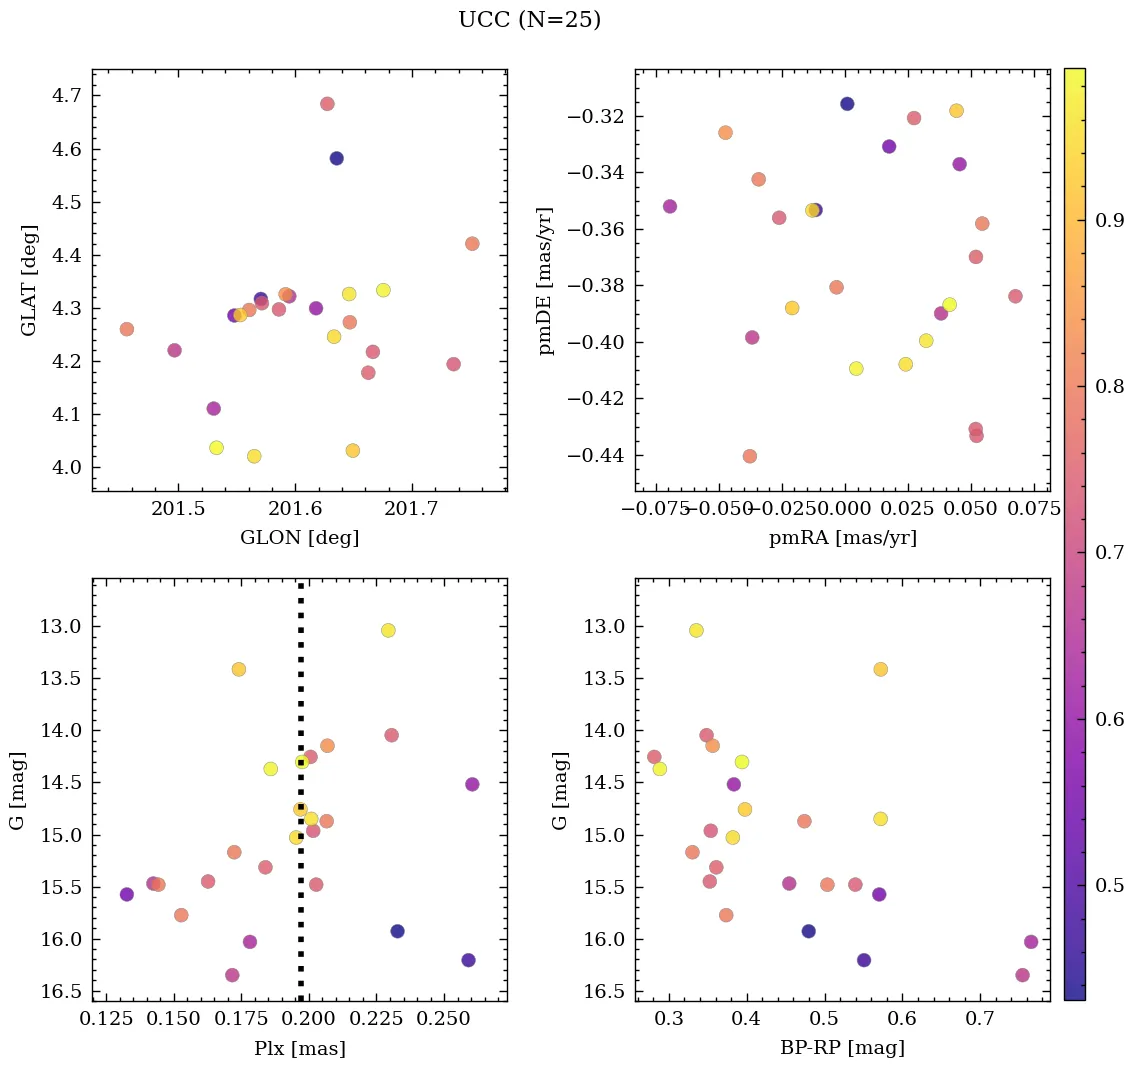 UCC (N=25)
4.7
4.6
4.5
4.4
4.3
4.2
4.1
4.0
GLAT [deg]
201.5 201.6 201.7
GLON [deg]
−0.32
−0.34
−0.36
−0.38
−0.40
−0.42
−0.44
pmDE [mas/yr]
−0.075 −0.050 −0.025 0.000 0.025 0.050 0.075
pmRA [mas/yr]
13.0
13.5
14.0
14.5
15.0
15.5
16.0
16.5
G [mag]
0.125 0.150 0.175 0.200 0.225 0.250
Plx [mas]
13.0
13.5
14.0
14.5
15.0
15.5
16.0
16.5
G [mag]
0.3 0.4 0.5 0.6 0.7
BP-RP [mag]
0.9
0.8
0.7
0.6
0.5